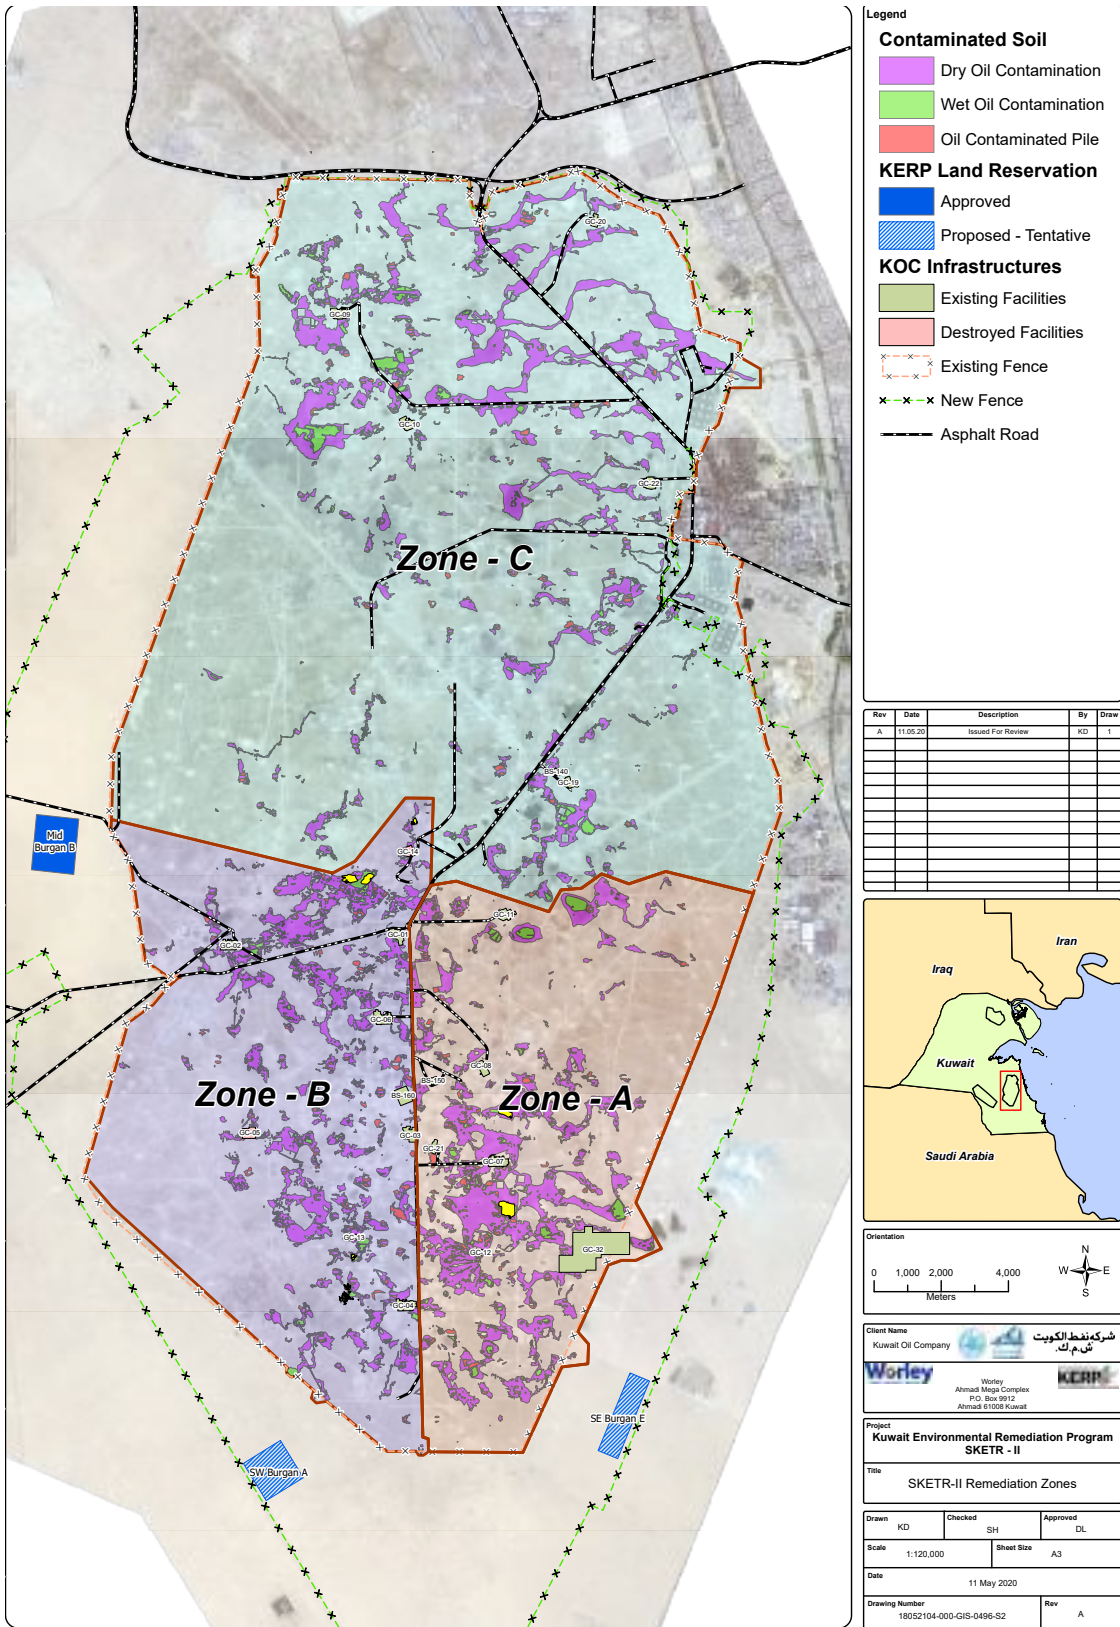 GC-20
GC-09
GC-10
GC-22
Zone - C
BS-140
GC-19
Mid
Burgan B
GC-14
GC-11
GC-01
GC-02
GC-06
GC-08
BS-150
Zone - B
BS-160
Zone - A
GC-05
GC-03
GC-21
GC-07
GC-13
GC-12
GC-32
GC-04
SE Burgan E
SW Burgan A
Legend
Contaminated Soil
Dry Oil Contamination
Wet Oil Contamination
Oil Contaminated Pile
KERP Land Reservation
Approved
Proposed - Tentative
KOC Infrastructures
Existing Facilities
Destroyed Facilities
Existing Fence
New Fence
Asphalt Road
Rev Date Description By Draw
A 11.05.20 Issued For Review KD 1
Iran
Iraq
Kuwait
Saudi Arabia
Orientation
0 1,000 2,000 4,000
Meters
N
W E
S
Client Name
Kuwait Oil Company
شركة نفط الكويت
ش.م.ك.
Worley
KERP
Worley
Ahmadi Mega Complex
P.O. Box 9912
Ahmadi 61008 Kuwait
Project
Kuwait Environmental Remediation Program
SKETR - II
Title
SKETR-II Remediation Zones
Drawn Checked Approved
KD SH DL
Scale Sheet Size
1:120,000 A3
Date
11 May 2020
Drawing Number Rev
18052104-000-GIS-0496-S2 A